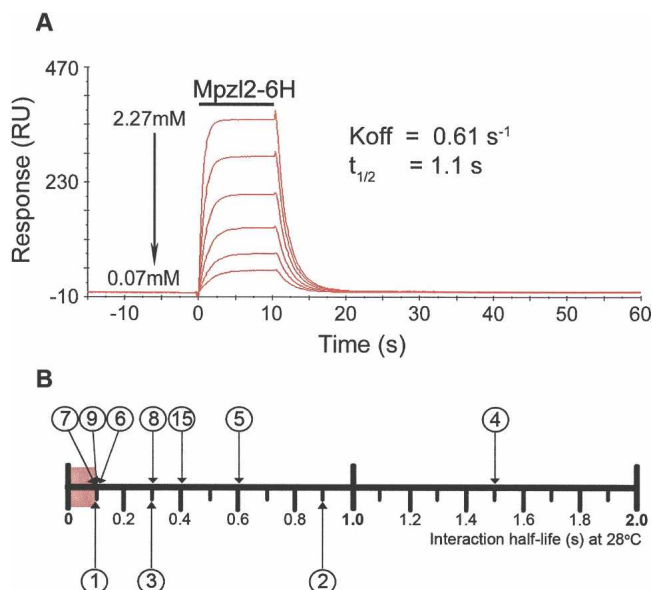 A
470
Mpzl2-6H
2.27mM
Koff = 0.61 s-1
t1/2 = 1.1 s
Response (RU)
230
0.07mM
-10
-10 0 10 20 30 40 50 60
Time (s)
B
7 9 6 8 15 5 4
0 0.2 0.4 0.6 0.8 1.0 1.2 1.4 1.6 1.8 2.0
Interaction half-life (s) at 28oC
1 3 2